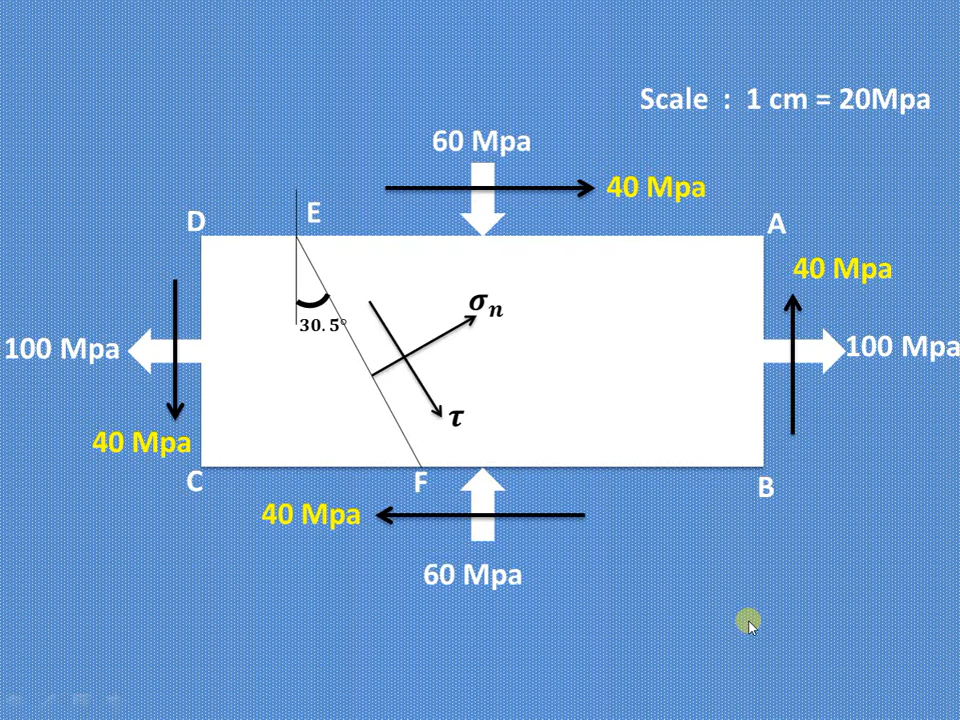 Scale : 1 cm = 20Mpa
60 Mpa
40 Mpa
E
D
A
40 Mpa
σn
30.5°
100 Mpa
100 Mpa
τ
40 Mpa
C
F
B
40 Mpa
60 Mpa